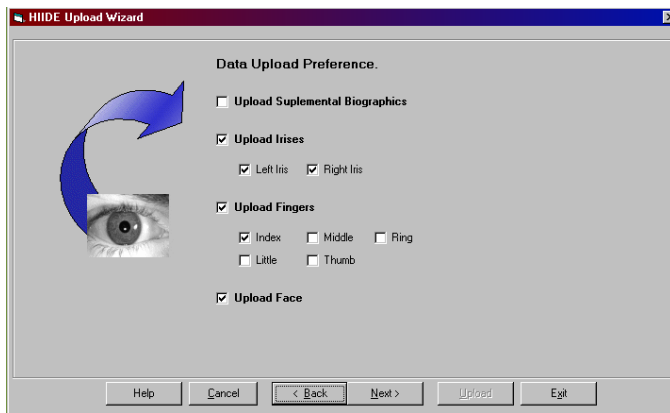 HIIDE Upload Wizard
Data Upload Preference.
Upload Suplemental Biographics
Upload Irises
Left Iris Right Iris
Upload Fingers
Index Middle Ring
Little Thumb
Upload Face
Help Cancel < Back Next > Upload Exit